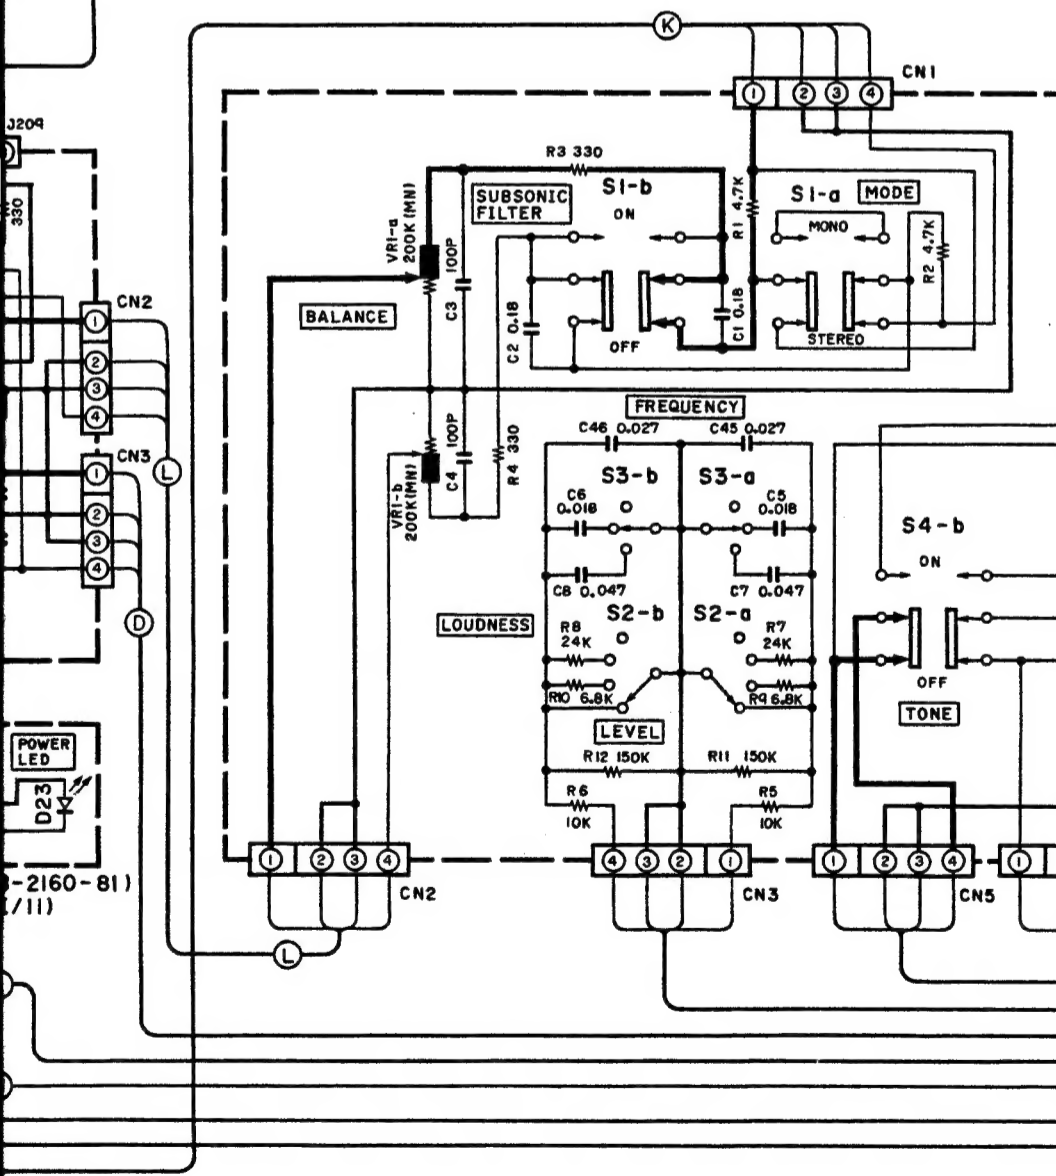 K
CN1
1 2 3 4
J209
R3 330
S1-b
S1-a
MODE
SUBSONIC
FILTER
ON
MONO
R1 4.7K
R2 4.7K
330
VR1-a
200K(MN)
100P
C3
CN2
1
2
3
4
BALANCE
C2 0.18
C1 0.18
OFF
STEREO
FREQUENCY
C46 0.027
C45 0.027
CN3
1
2
3
4
L
VR1-b
200K(MN)
C4 100P
R4 330
S3-b
S3-a
C6
0.018
C5
0.018
S4-b
ON
C8 0.047
C7 0.047
D
LOUDNESS
S2-b
S2-a
R8
24K
R7
24K
R10 6.8K
R9 6.8K
OFF
TONE
LEVEL
POWER
LED
D23
R12 150K
R11 150K
R6
10K
R5
10K
1 2 3 4
CN2
4 3 2 1
CN3
1 2 3 4
CN5
1
-2160-81)
/11)
L